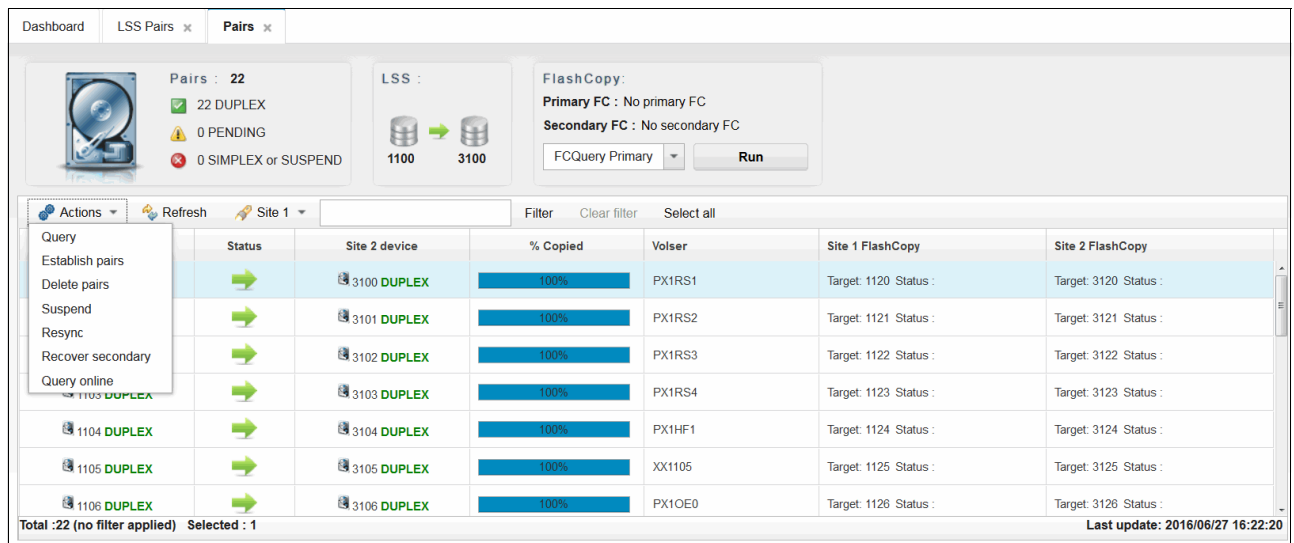 Dashboard LSS Pairs x Pairs x
Pairs : 22
22 DUPLEX
0 PENDING
0 SIMPLEX or SUSPEND
LSS :
1100 3100
FlashCopy:
Primary FC : No primary FC
Secondary FC : No secondary FC
FCQuery Primary Run
Actions Refresh Site 1 Filter Clear filter Select all
Query
Establish pairs
Delete pairs
Suspend
Resync
Recover secondary
Query online
Status Site 2 device % Copied Volser Site 1 FlashCopy Site 2 FlashCopy
3100 DUPLEX 100% PX1RS1 Target: 1120 Status : Target: 3120 Status :
3101 DUPLEX 100% PX1RS2 Target: 1121 Status : Target: 3121 Status :
3102 DUPLEX 100% PX1RS3 Target: 1122 Status : Target: 3122 Status :
1103 DUPLEX 3103 DUPLEX 100% PX1RS4 Target: 1123 Status : Target: 3123 Status :
1104 DUPLEX 3104 DUPLEX 100% PX1HF1 Target: 1124 Status : Target: 3124 Status :
1105 DUPLEX 3105 DUPLEX 100% XX1105 Target: 1125 Status : Target: 3125 Status :
1106 DUPLEX 3106 DUPLEX 100% PX1OE0 Target: 1126 Status : Target: 3126 Status :
Total :22 (no filter applied) Selected : 1 Last update: 2016/06/27 16:22:20